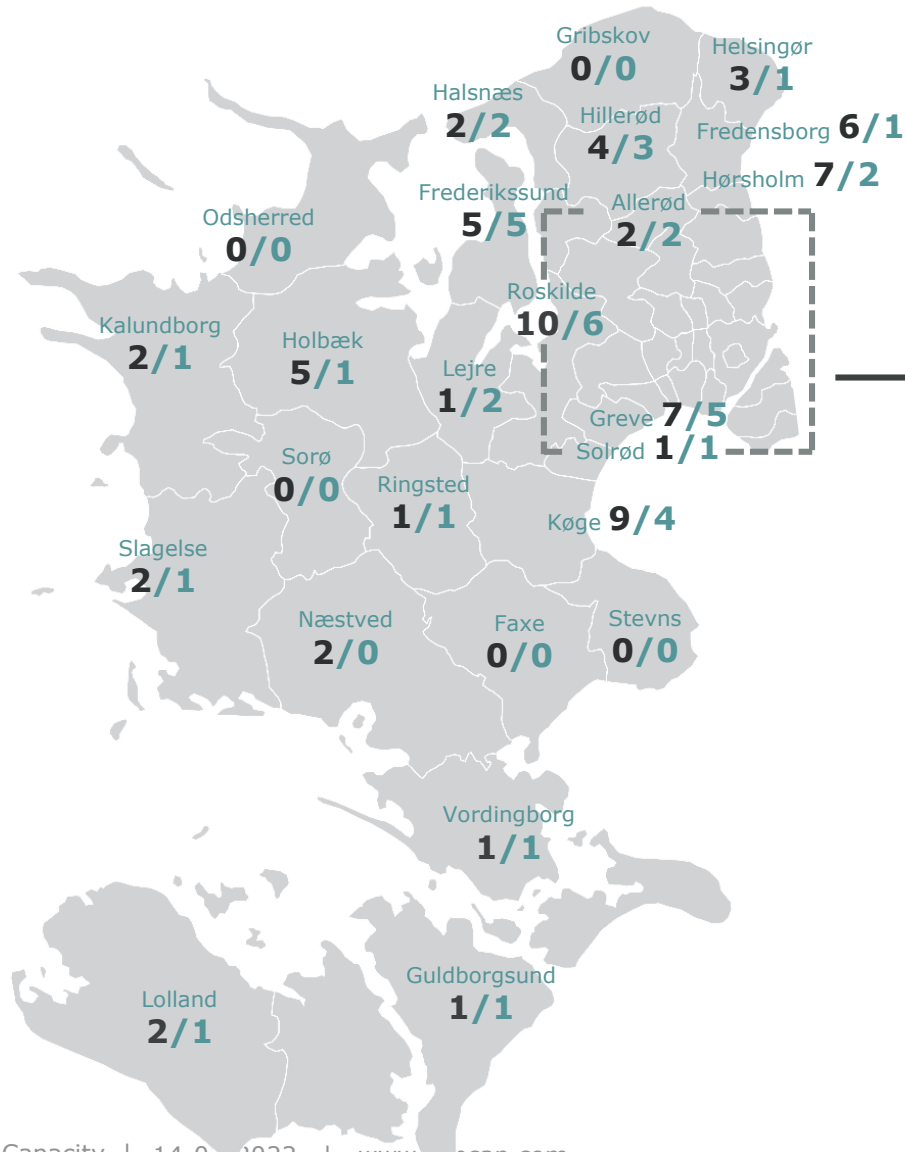 Gribskov
0/0
Helsingør
3/1
Halsnæs
2/2
Hillerød
4/3
Fredensborg 6/1
Hørsholm 7/2
Frederikssund
5/5
Allerød
2/2
Odsherred
0/0
Roskilde
10/6
Kalundborg
2/1
Holbæk
5/1
Lejre
1/2
Greve 7/5
Solrød 1/1
Sorø
0/0
Ringsted
1/1
Køge 9/4
Slagelse
2/1
Næstved
2/0
Faxe
0/0
Stevns
0/0
Vordingborg
1/1
Guldborgsund
1/1
Lolland
2/1
Capacity | 14